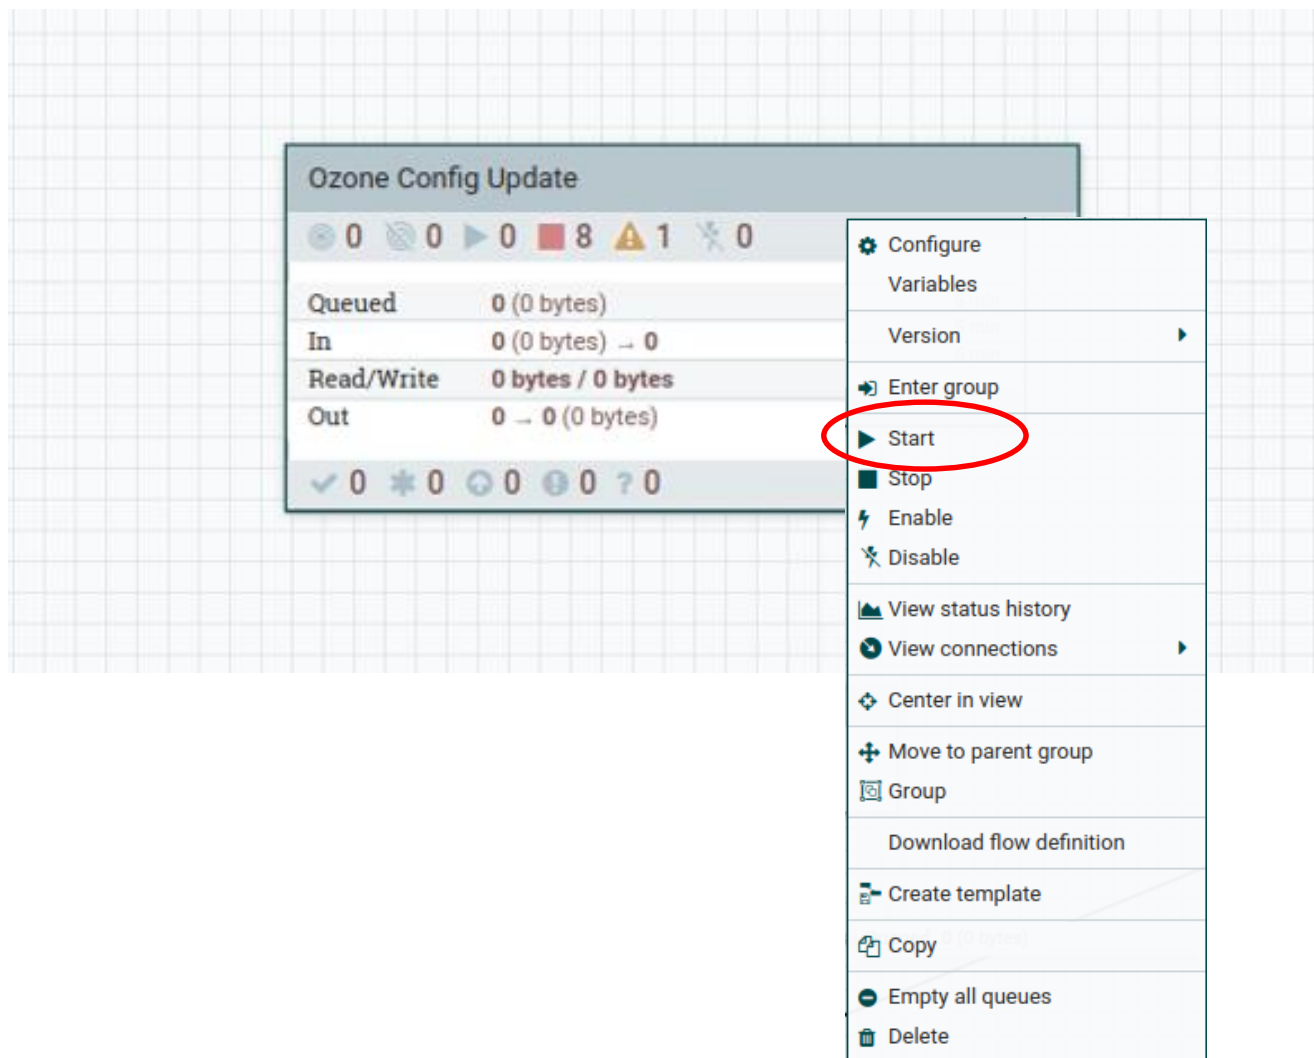 Ozone Config Update
0 0 0 8 1 0
Queued 0 (0 bytes)
In 0 (0 bytes) → 0
Read/Write 0 bytes / 0 bytes
Out 0 → 0 (0 bytes)
0 0 0 0 ? 0
Configure
Variables
Version
Enter group
Start
Stop
Enable
Disable
View status history
View connections
Center in view
Move to parent group
Group
Download flow definition
Create template
Copy
Empty all queues
Delete